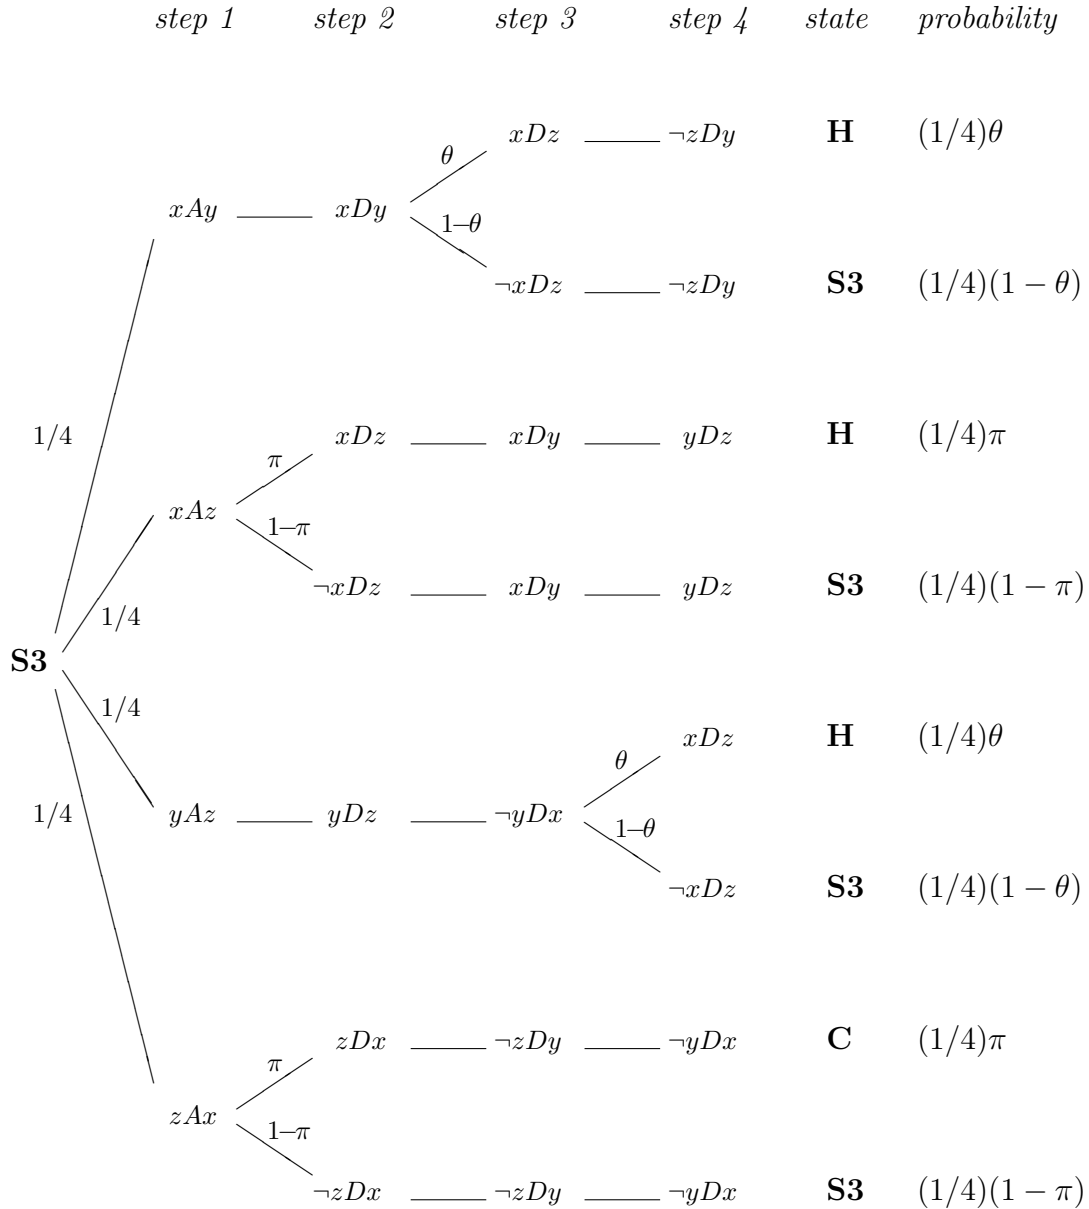 step 1 step 2 step 3 step 4 state probability
xDz ¬zDy H (1/4)θ
θ
xAy xDy
1−θ
¬xDz ¬zDy S3 (1/4)(1 − θ)
1/4 xDz xDy yDz H (1/4)π
π
xAz
1−π
¬xDz xDy yDz S3 (1/4)(1 − π)
1/4
S3
1/4
xDz H (1/4)θ
θ
1/4 yAz yDz ¬yDx
1−θ
¬xDz S3 (1/4)(1 − θ)
zDx ¬zDy ¬yDx C (1/4)π
π
zAx
1−π
¬zDx ¬zDy ¬yDx S3 (1/4)(1 − π)